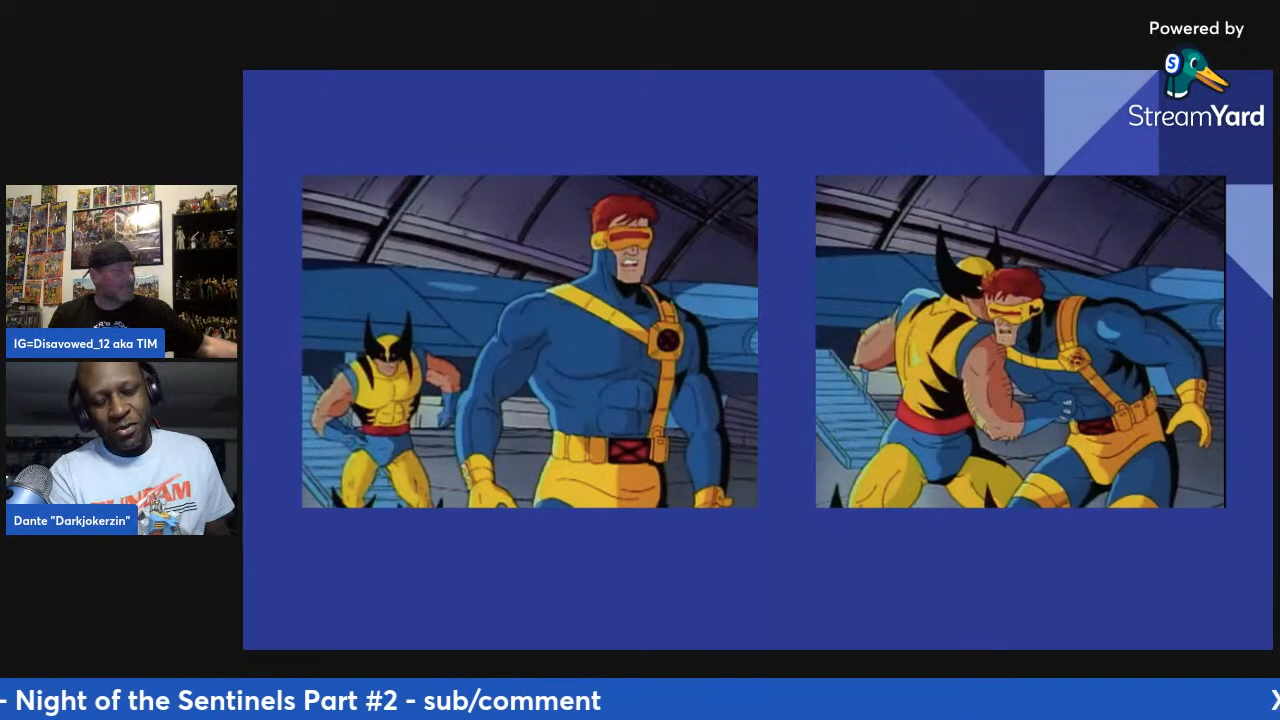 Powered by
StreamYard
IG=Disavowed_12 aka TIM
Dante "Darkjokerzin"
- Night of the Sentinels Part #2 - sub/comment